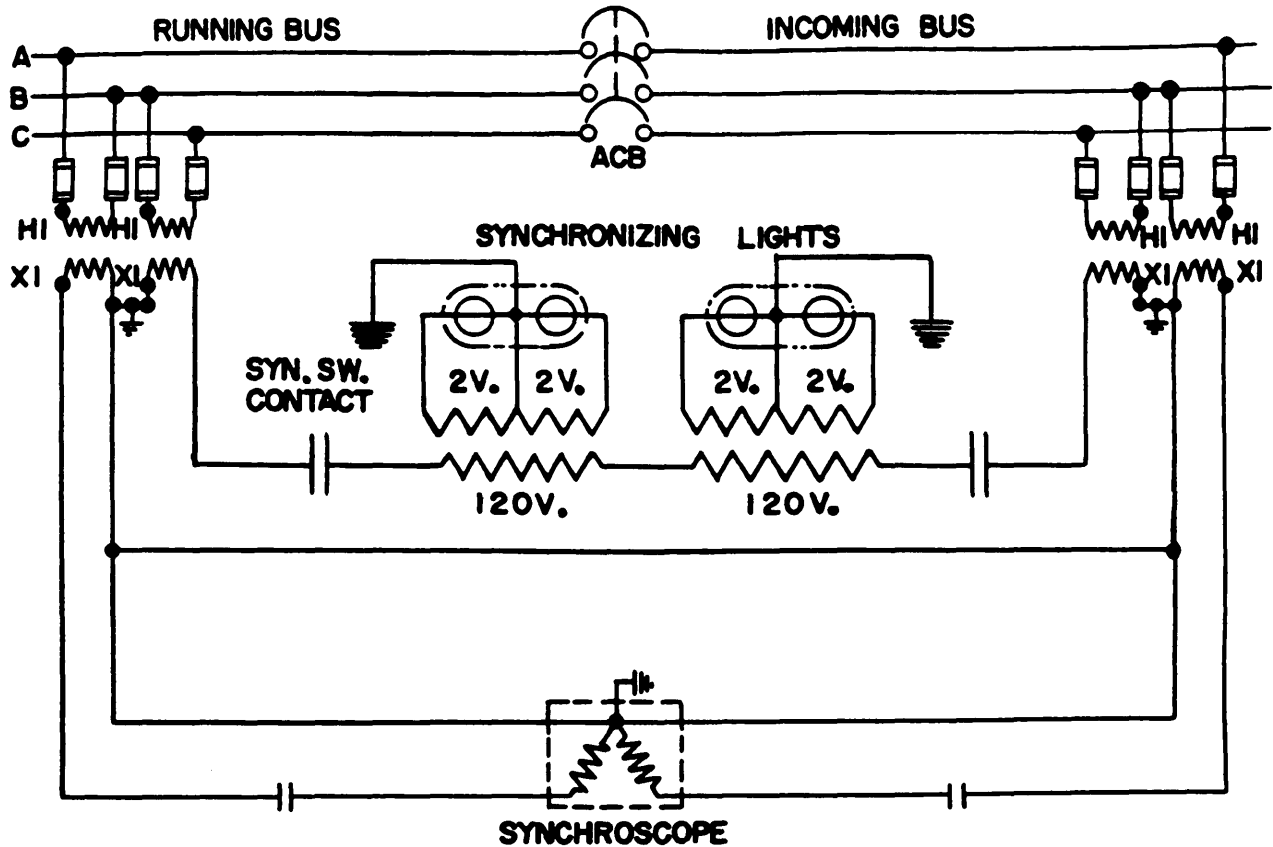 RUNNING BUS
INCOMING BUS
A
B
C
ACB
H1 H1
H1 H1
X1 X1
X1 X1
SYNCHRONIZING LIGHTS
SYN. SW.
CONTACT
2V. 2V.
2V. 2V.
120V.
120V.
SYNCHROSCOPE